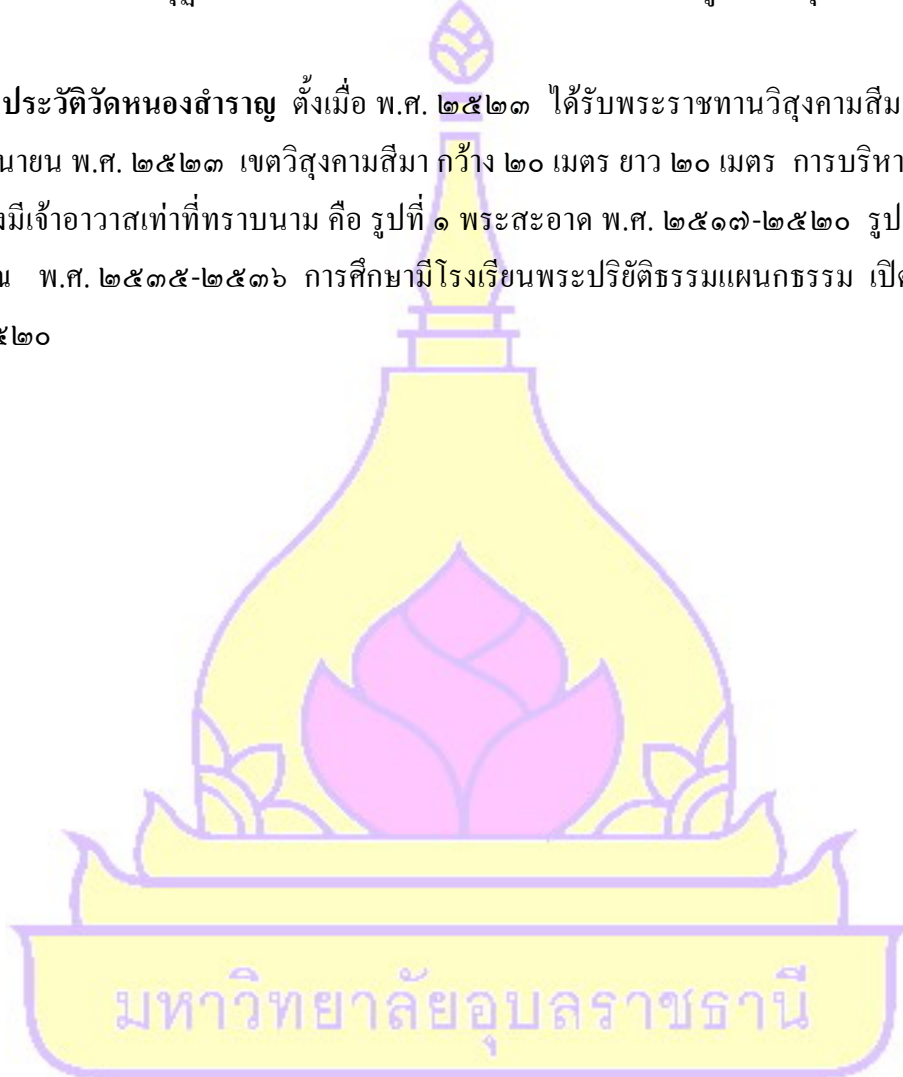 ประวัติวัดหนองสำราญ ตั้งเมื่อ พ.ศ. ๒๕๒๓ ได้รับพระราชทานวิสุงคามสีม
นายน พ.ศ. ๒๕๒๓ เขตวิสุงคามสีมา กว้าง ๒๐ เมตร ยาว ๒๐ เมตร การบริหา
งมีเจ้าอาวาสเท่าที่ทราบนาม คือ รูปที่ ๑ พระสะอาด พ.ศ. ๒๕๑๗-๒๕๒๐ รูป
ณ พ.ศ. ๒๕๓๕-๒๕๓๖ การศึกษามีโรงเรียนพระปริยัติธรรมแผนกธรรม เปิด
๕๒๐
มหาวิทยาลัยอุบลราชธานี